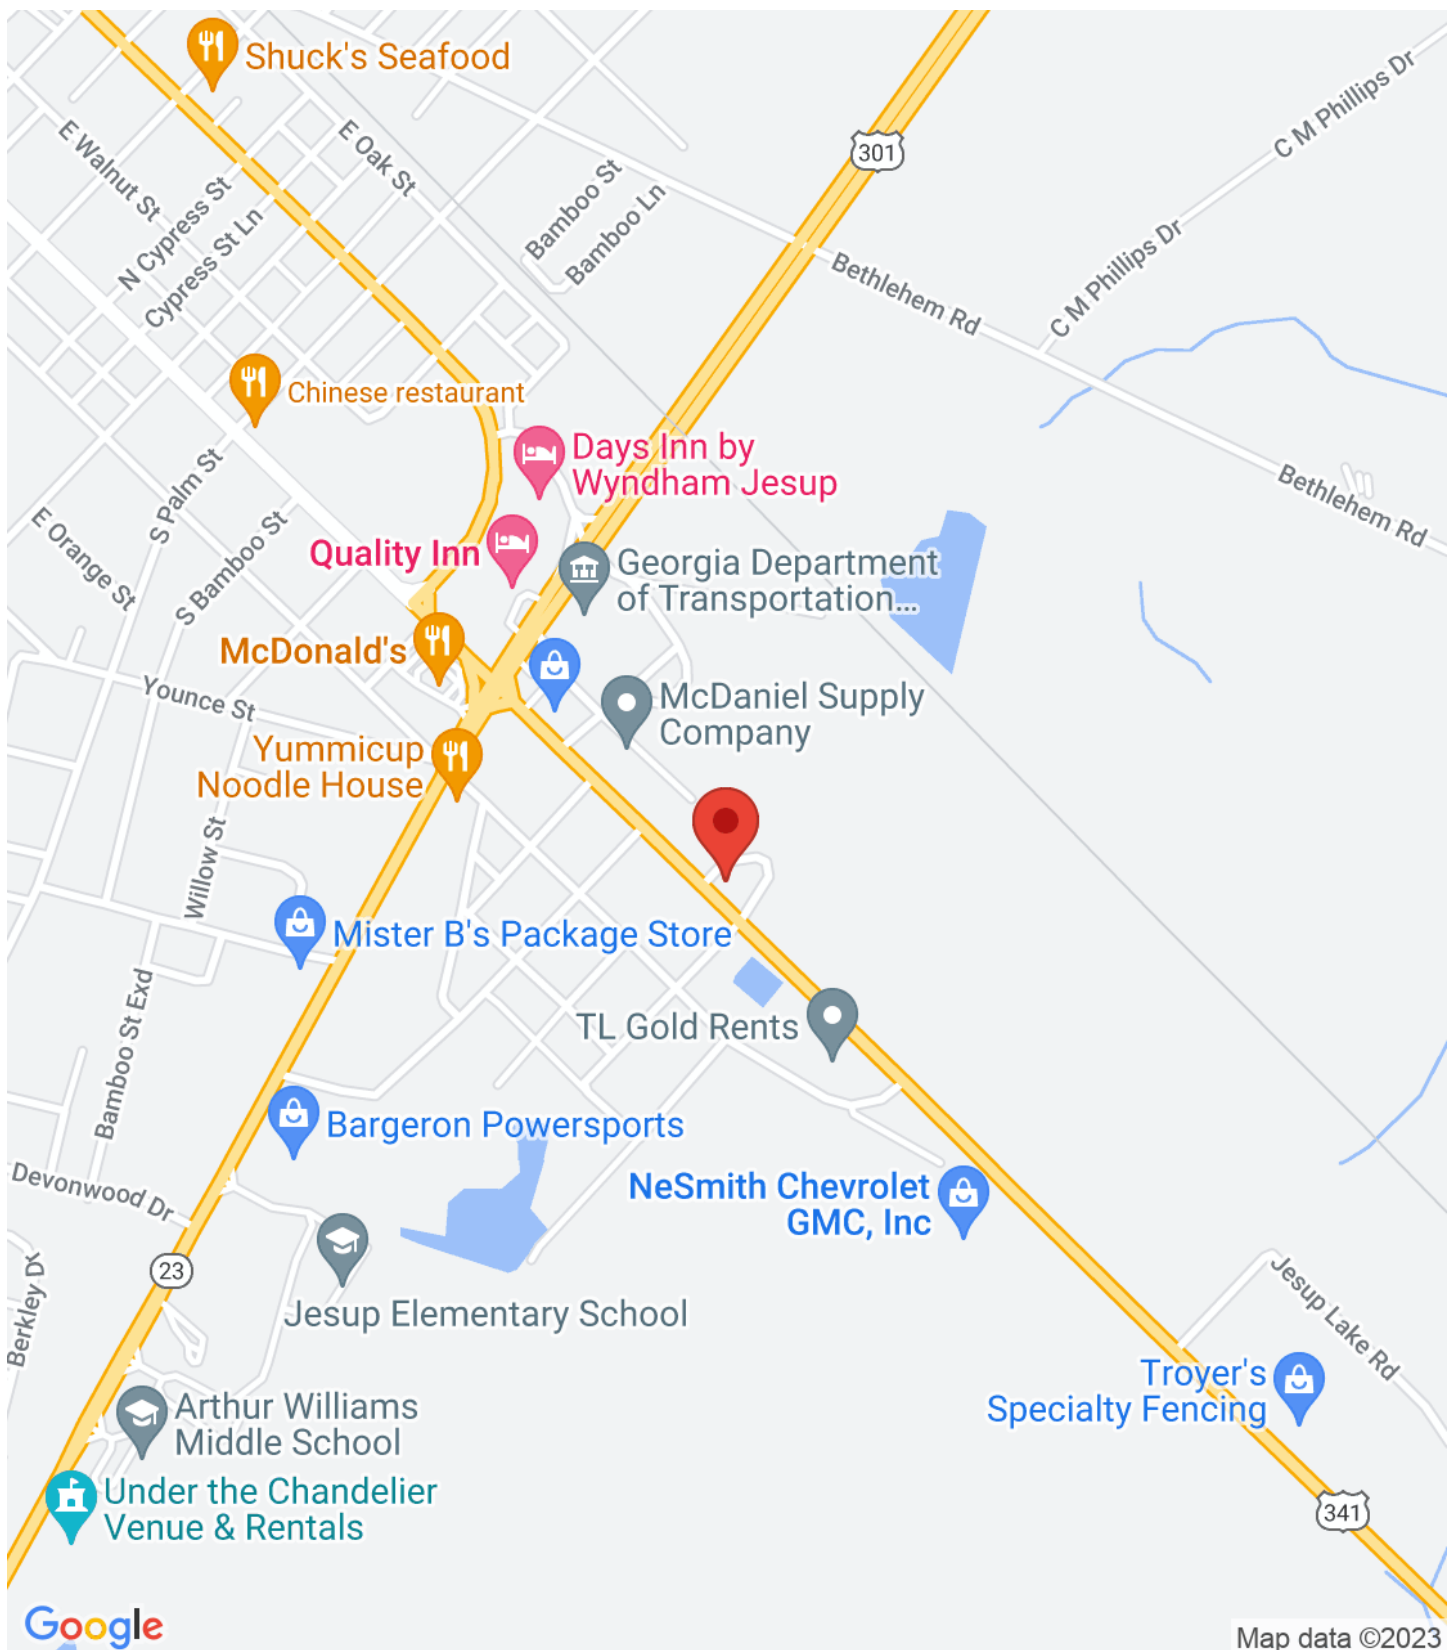 Shuck's Seafood
E Walnut St
E Oak St
301
C M Phillips Dr
N Cypress St
Cypress St Ln
Bamboo St
Bamboo Ln
Bethlehem Rd
C M Phillips Dr
Chinese restaurant
S Palm St
Days Inn by
Wyndham Jesup
Bethlehem Rd
E Orange St
S Bamboo St
Quality Inn
Georgia Department
of Transportation...
McDonald's
Younce St
McDaniel Supply
Company
Yummicup
Noodle House
Willow St
Mister B's Package Store
Bamboo St Exd
TL Gold Rents
Bargeron Powersports
Devonwood Dr
NeSmith Chevrolet
GMC, Inc
23
Berkley Dr
Jesup Elementary School
Jesup Lake Rd
Troyer's
Specialty Fencing
Arthur Williams
Middle School
Under the Chandelier
Venue & Rentals
341
Google
Map data ©2023